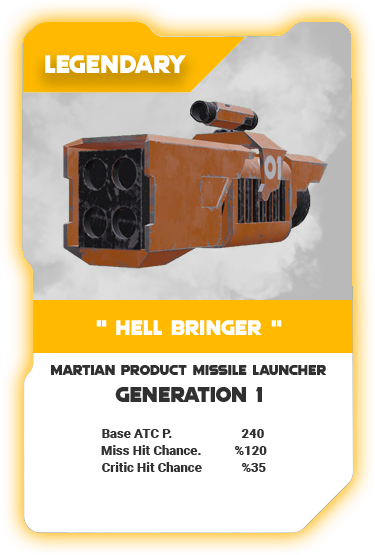 LEGENDARY
01
" HELL BRINGER "
MARTIAN PRODUCT MISSILE LAUNCHER
GENERATION 1
Base ATC P. 240
Miss Hit Chance. %120
Critic Hit Chance %35